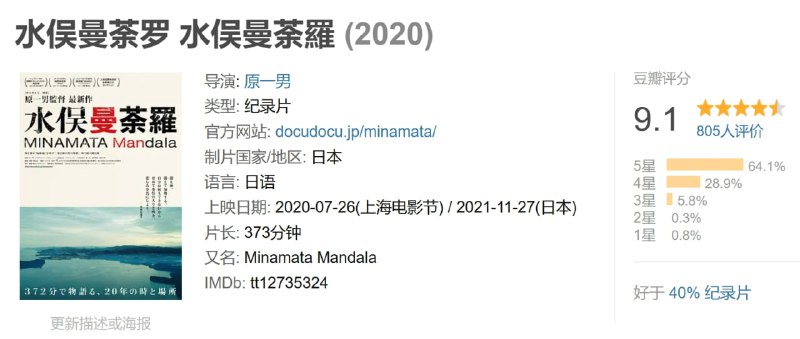 水俣曼荼罗 水俣曼荼羅 (2020)
原一男監督 最新作
水俣曼荼羅
MINAMATA Mandala
372分で物語る、20年の時と場所
更新描述或海报
导演: 原一男
类型: 纪录片
官方网站: docudocu.jp/minamata/
制片国家/地区: 日本
语言: 日语
上映日期: 2020-07-26(上海电影节) / 2021-11-27(日本)
片长: 373分钟
又名: Minamata Mandala
IMDb: tt12735324
豆瓣评分
9.1
805人评价
5星 64.1%
4星 28.9%
3星 5.8%
2星 0.3%
1星 0.8%
好于 40% 纪录片